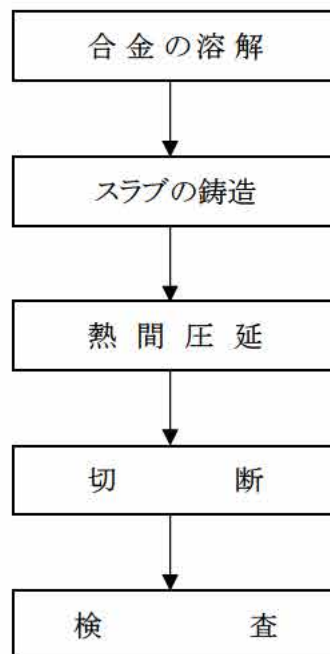 合金の溶解
スラブの鋳造
熱間圧延
切断
検査